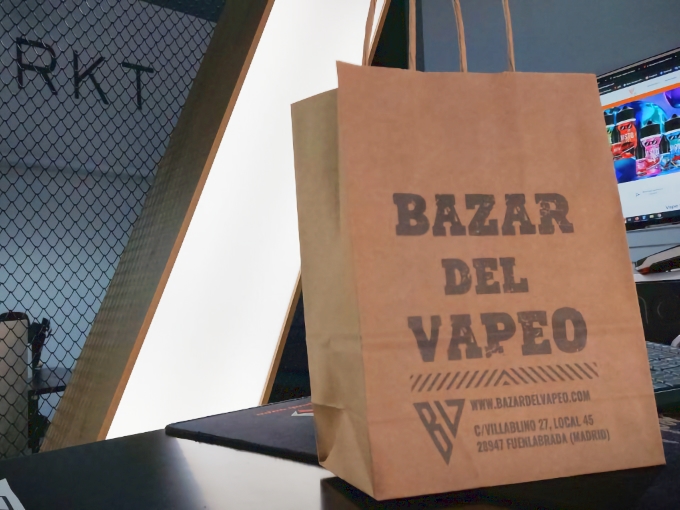 RKT
BAZAR
DEL
VAPEO
WWW.BAZARDELVAPEO.COM
C/VILLABLINO 27, LOCAL 45
28947 FUENLABRADA (MADRID)